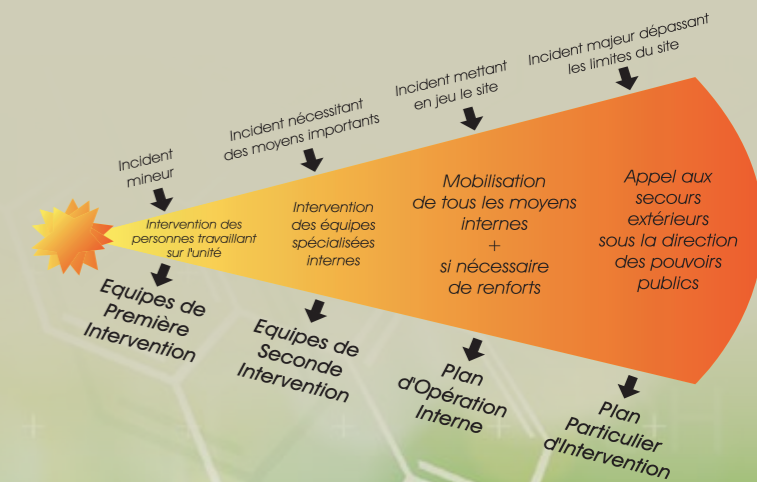 Incident
mineur
Incident nécessitant
des moyens importants
Incident mettant
en jeu le site
Incident majeur dépassant
les limites du site
Intervention des
personnes travaillant
sur l'unité
Intervention
des équipes
spécialisées
internes
Mobilisation
de tous les moyens
internes
+
si nécessaire
de renforts
Appel aux
secours
extérieurs
sous la direction
des pouvoirs
publics
Equipes de
Première
Intervention
Equipes de
Seconde
Intervention
Plan
d'Opération
Interne
Plan
Particulier
d'Intervention